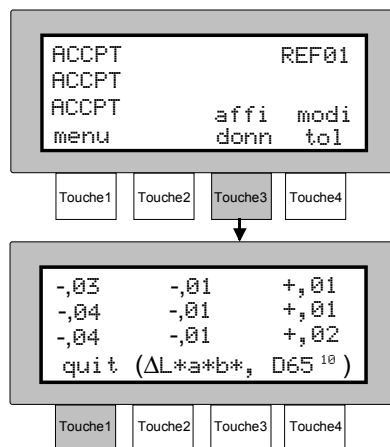 ACCPT REF01
ACCPT
ACCPT affi modi
menu donn tol
Touche1 Touche2 Touche3 Touche4
-,03 -,01 +,01
-,04 -,01 +,01
-,04 -,01 +,02
quit (ΔL*a*b*, D65 10 )
Touche1 Touche2 Touche3 Touche4